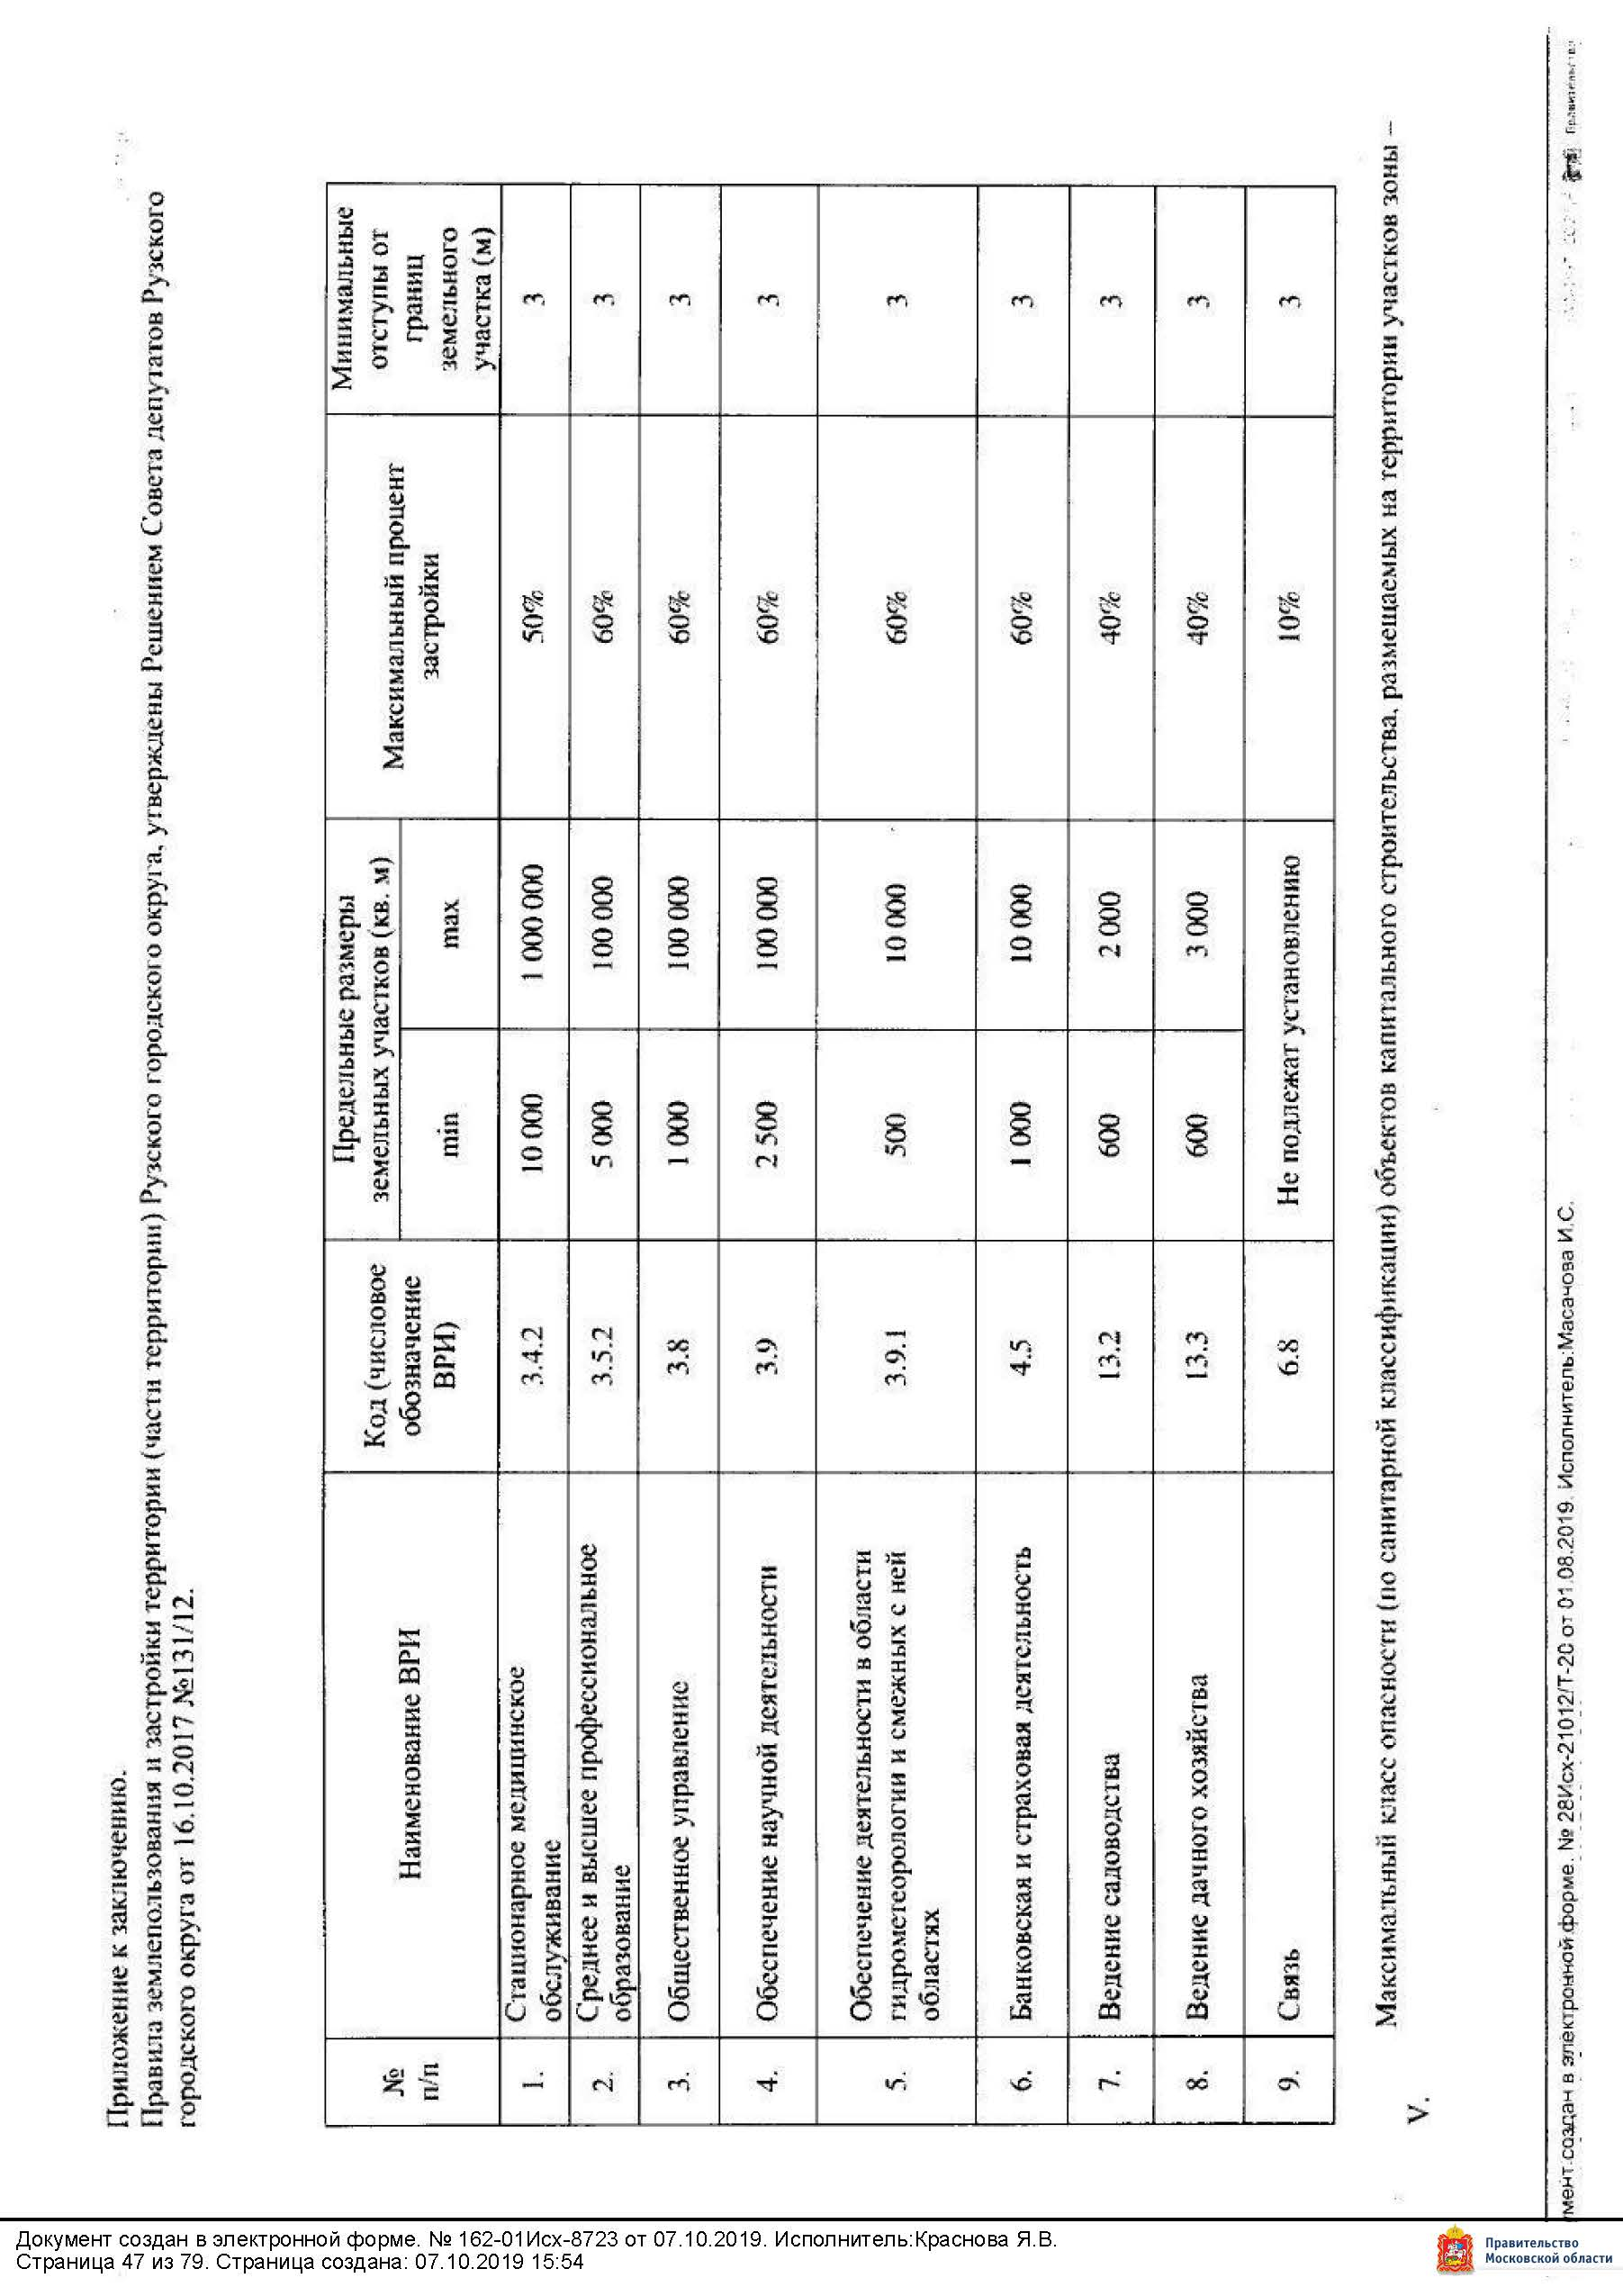 Приложение к заключению.
Правила землепользования и застройки территории (части территории) Рузского городского округа, утверждены Решением Совета депутатов Рузского
городского округа от 16.10.2017 №131/12.
№
п/п
Наименование ВРИ
Код (числовое
обозначение
ВРИ)
Предельные размеры
земельных участков (кв. м)
min
max
Максимальный процент
застройки
Минимальные
отступы от
границ
земельного
участка (м)
1. Стационарное медицинское
обслуживание
3.4.2 10 000 1 000 000 50% 3
2. Среднее и высшее профессиональное
образование
3.5.2 5 000 100 000 60% 3
3. Общественное управление 3.8 1 000 100 000 60% 3
4. Обеспечение научной деятельности 3.9 2 500 100 000 60% 3
5. Обеспечение деятельности в области
гидрометеорологии и смежных с ней
областях
3.9.1 500 10 000 60% 3
6. Банковская и страховая деятельность 4.5 1 000 10 000 60% 3
7. Ведение садоводства 13.2 600 2 000 40% 3
8. Ведение дачного хозяйства 13.3 600 3 000 40% 3
9. Связь 6.8 Не подлежат установлению 10% 3
Максимальный класс опасности (по санитарной классификации) объектов капитального строительства, размещаемых на территории участков зоны –
V.
мент создан в электронной форме. № 28Исх-21012/Т-20 от 01.08.2019. Исполнитель:Масачова И.С.
Правительство
Документ создан в электронной форме. № 162-01Исх-8723 от 07.10.2019. Исполнитель:Краснова Я.В.
Страница 47 из 79. Страница создана: 07.10.2019 15:54
Правительство
Московской области